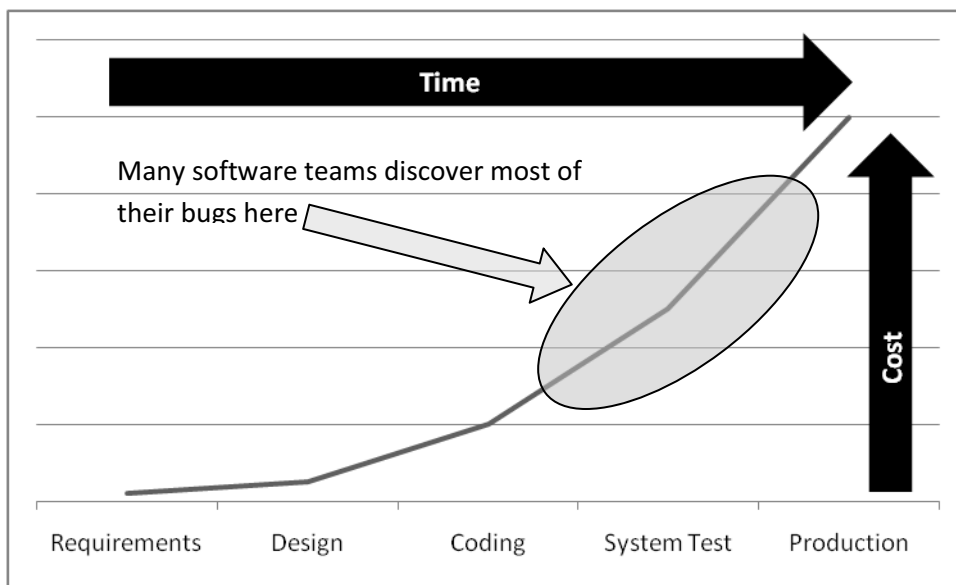 Time
Many software teams discover most of
their bugs here
Cost
Requirements
Design
Coding
System Test
Production